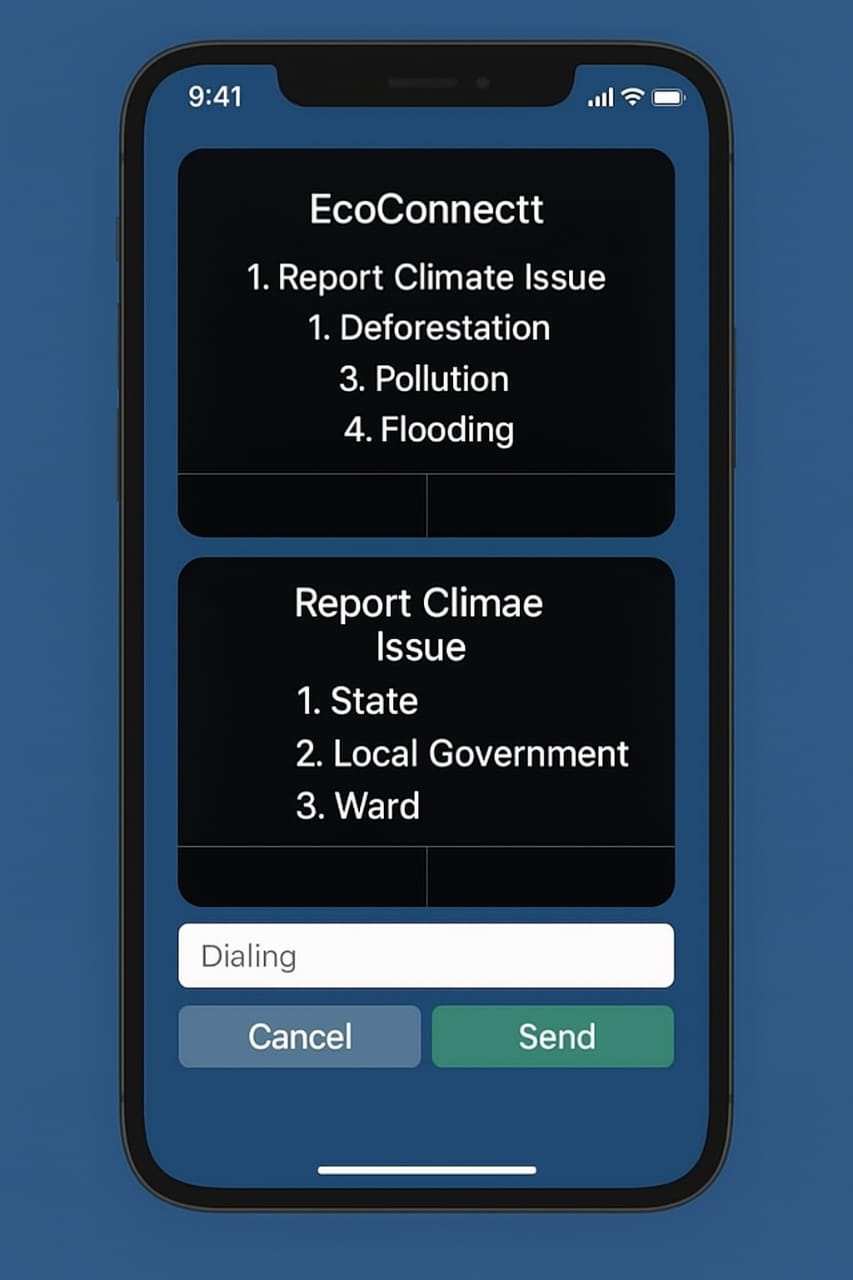 9:41
EcoConnectt
1. Report Climate Issue
1. Deforestation
3. Pollution
4. Flooding
Report Climae
Issue
1. State
2. Local Government
3. Ward
Dialing
Cancel
Send